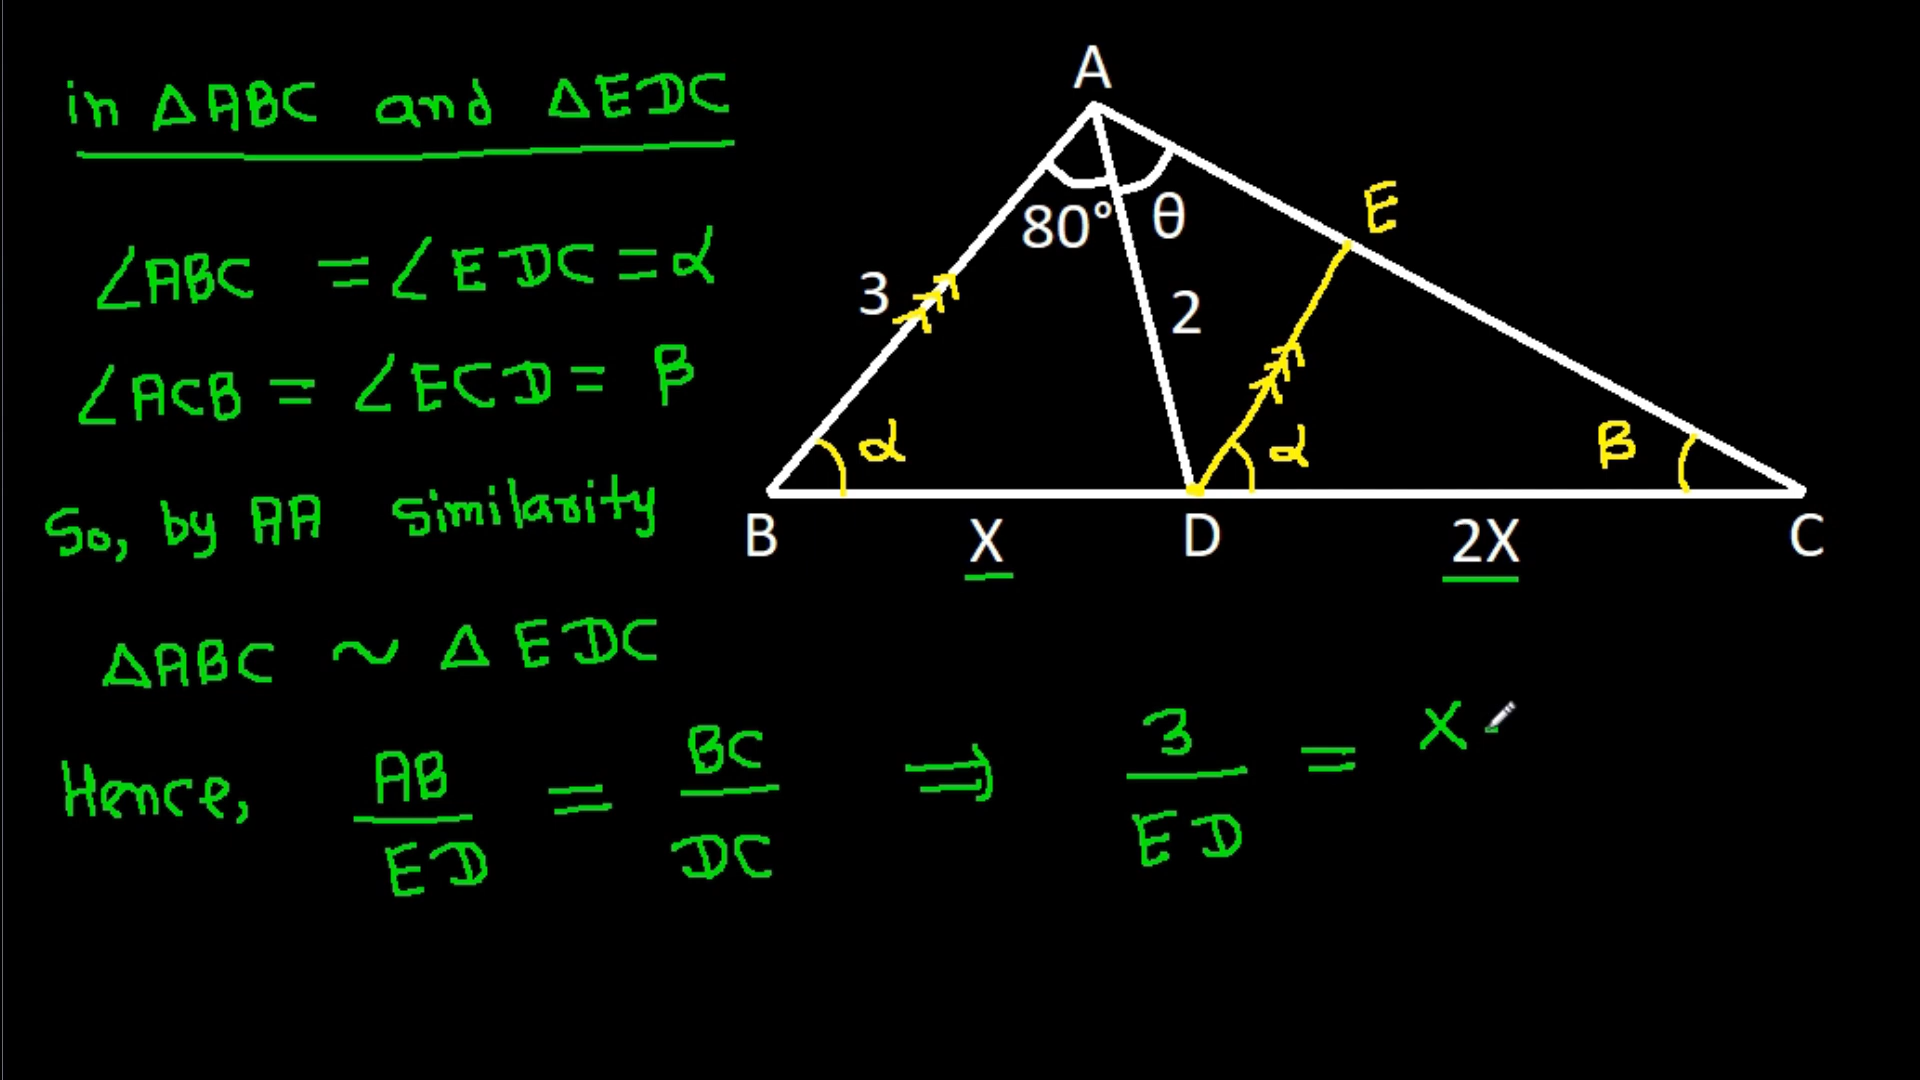 in ΔABC and ΔEDC
∠ABC = ∠EDC = α
∠ACB = ∠ECD = β
So, by AA similarity
ΔABC ~ ΔEDC
Hence, AB/ED = BC/DC ⇒ 3/ED = X
A
E
80° θ
3
2
α
α
β
B
X
D
2X
C